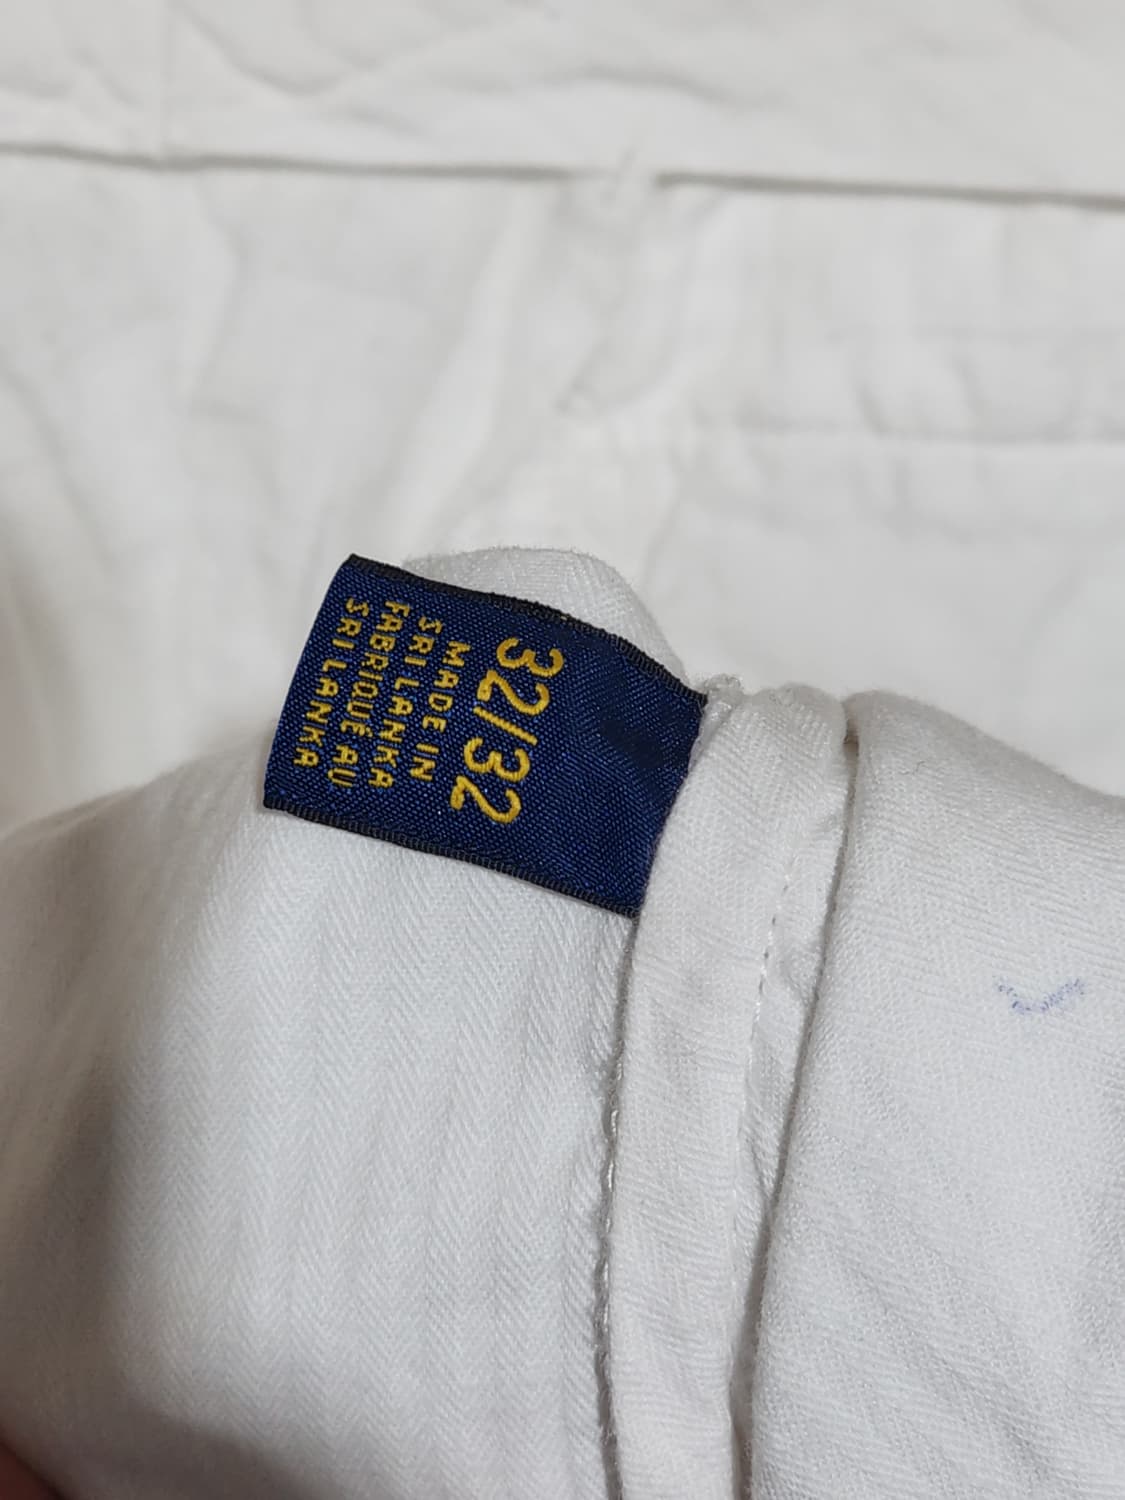 32/32
MADE IN
SRI LANKA
FABRIQUÉ AU
SRI LANKA